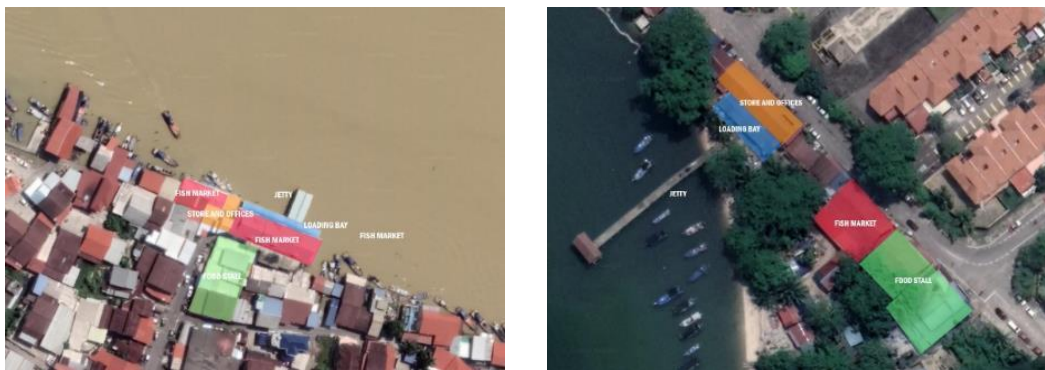 FISH MARKET
JETTY
STORE AND OFFICES
LOADING BAY
FISH MARKET
FISH MARKET
FOOD STALL
STORE AND OFFICES
LOADING BAY
JETTY
FISH MARKET
FOOD STALL